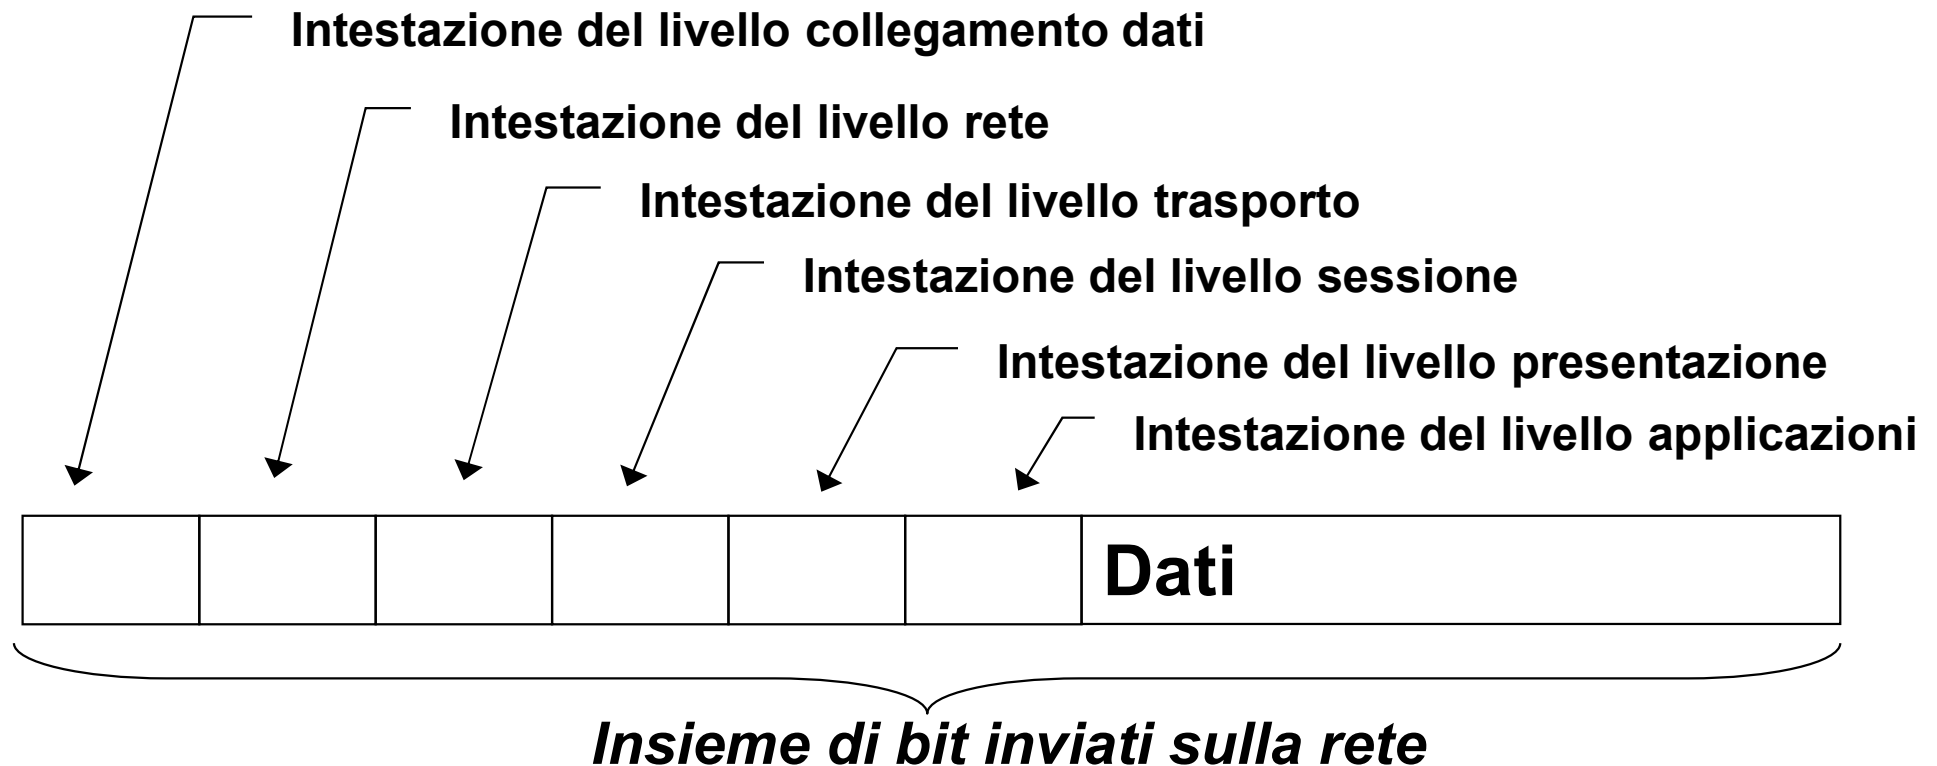 Intestazione del livello collegamento dati
Intestazione del livello rete
Intestazione del livello trasporto
Intestazione del livello sessione
Intestazione del livello presentazione
Intestazione del livello applicazioni
Dati
Insieme di bit inviati sulla rete